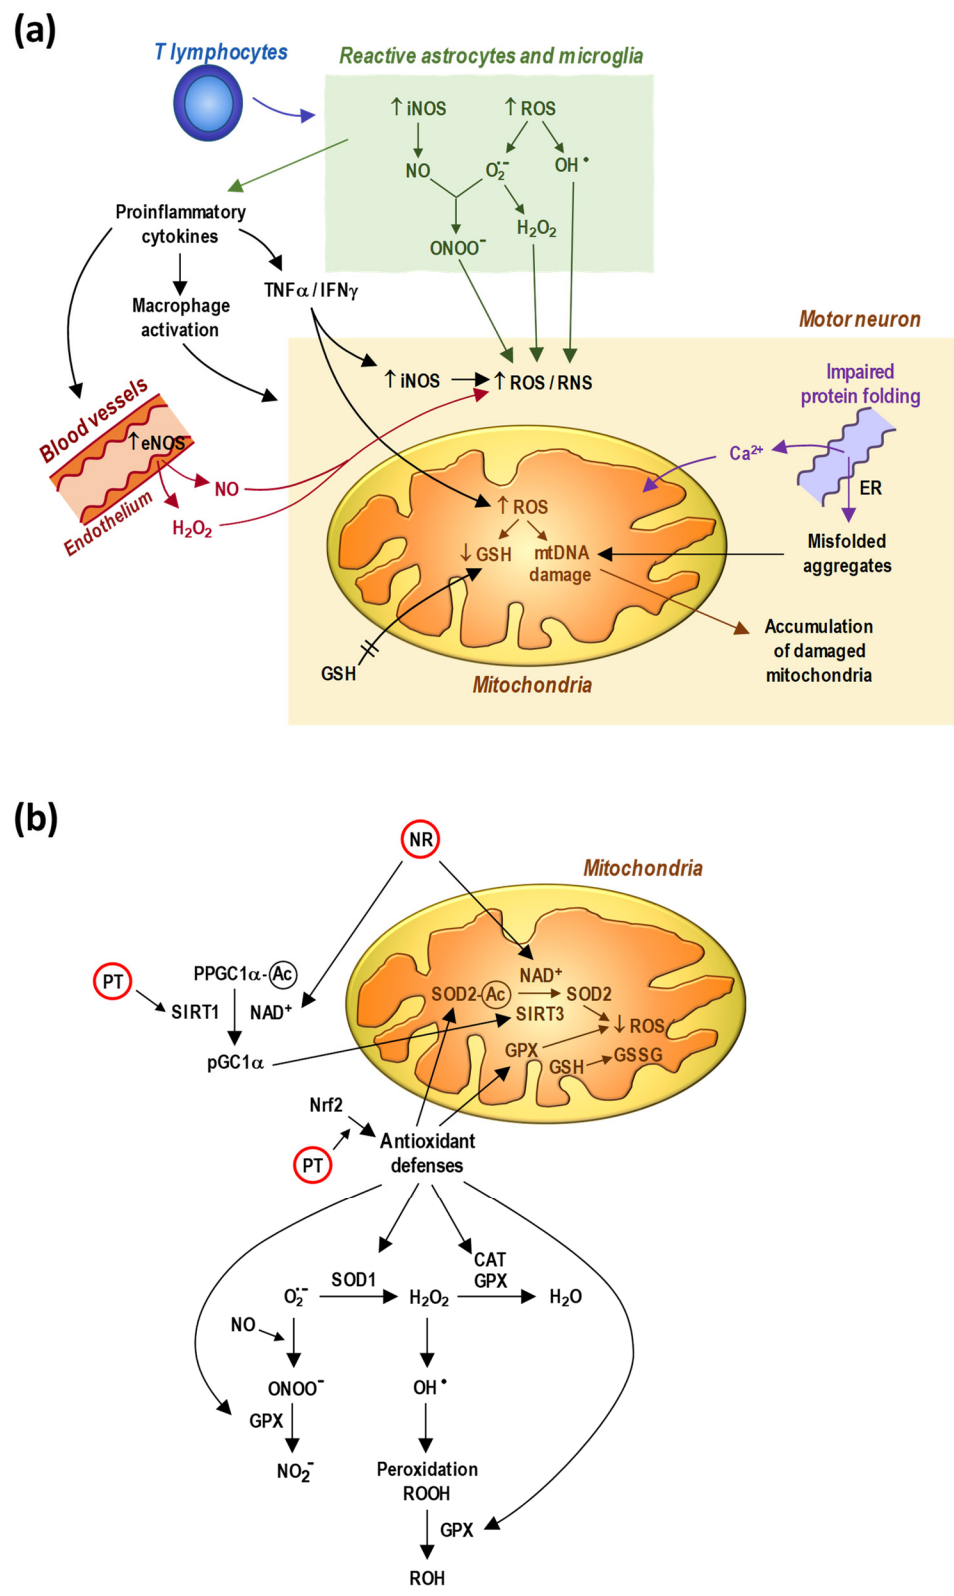 (a)
T lymphocytes
Reactive astrocytes and microglia
↑ iNOS
↑ ROS
NO
O₂•⁻
OH•
H₂O₂
ONOO⁻
Proinflammatory
cytokines
TNFα / IFNγ
Macrophage
activation
Motor neuron
↑ iNOS
↑ ROS / RNS
Impaired
protein folding
Blood vessels
↑ eNOS
Endothelium
NO
H₂O₂
Ca²⁺
ER
↑ ROS
↓ GSH
mtDNA
damage
Misfolded
aggregates
Accumulation
of damaged
mitochondria
GSH
Mitochondria
(b)
NR
Mitochondria
PT
PPGC1α-Ac
SIRT1
NAD⁺
pGC1α
NAD⁺
SOD2-Ac
SOD2
SIRT3
↓ ROS
GPX
GSH
GSSG
Nrf2
PT
Antioxidant
defenses
CAT
GPX
SOD1
O₂•⁻
H₂O₂
H₂O
NO
ONOO⁻
OH•
GPX
NO₂⁻
Peroxidation
ROOH
GPX
ROH